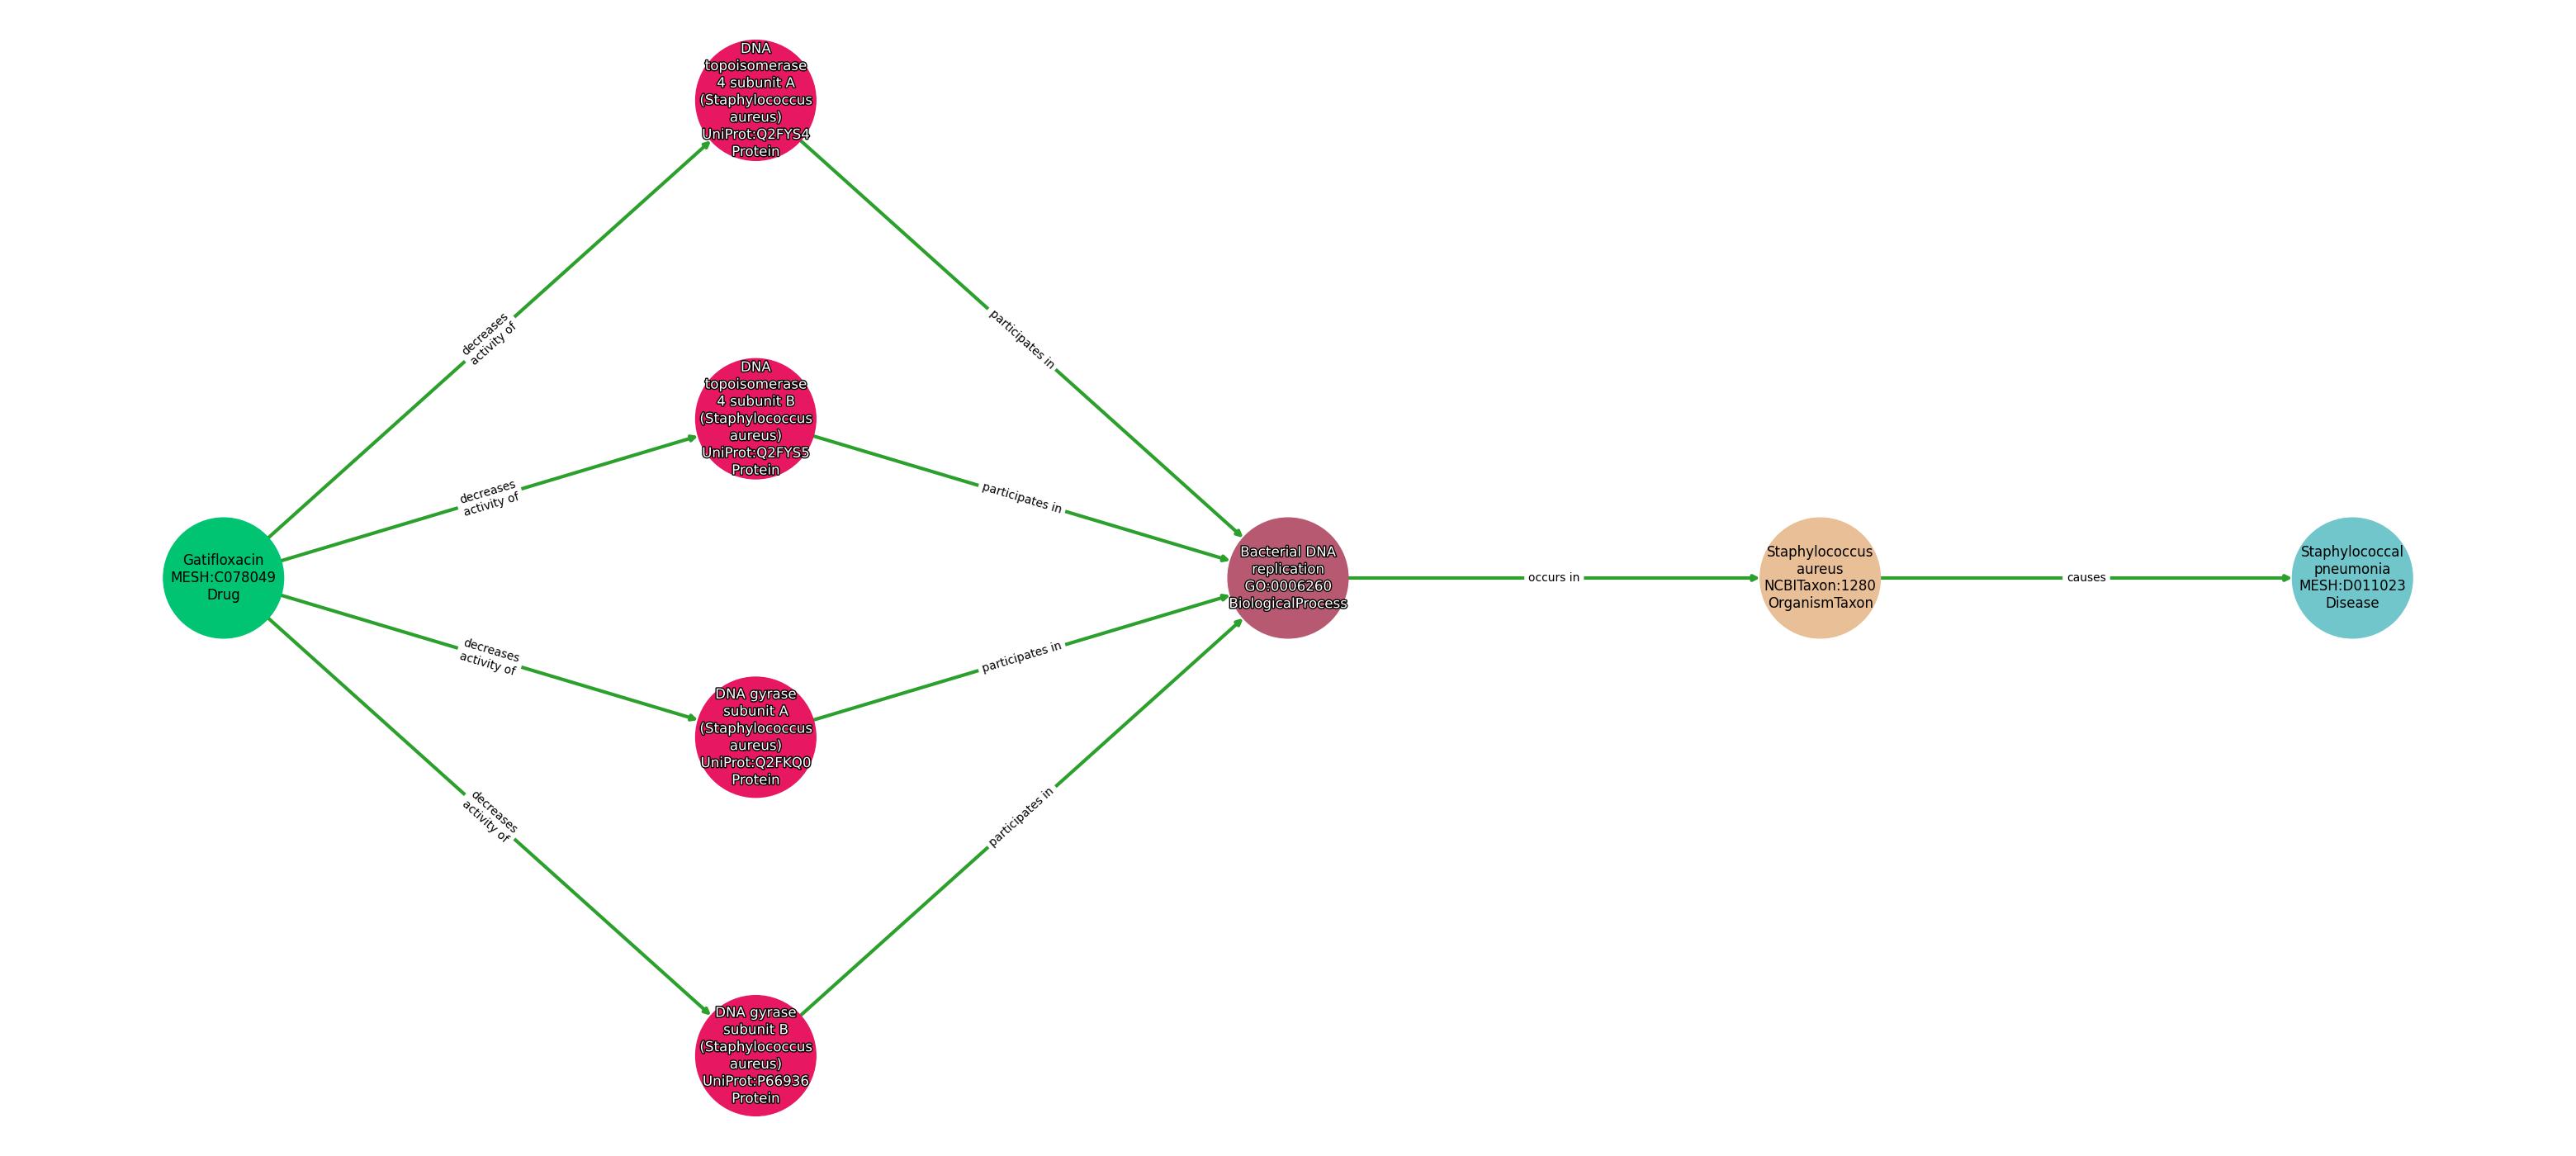 DNA
topoisomerase
4 subunit A
(Staphylococcus
aureus)
UniProt:Q2FYS4
Protein
decreases
activity of
participates in
DNA
topoisomerase
4 subunit B
(Staphylococcus
aureus)
UniProt:Q2FYS5
Protein
decreases
activity of
participates in
Gatifloxacin
MESH:C078049
Drug
Bacterial DNA
replication
GO:0006260
BiologicalProcess
occurs in
Staphylococcus
aureus
NCBITaxon:1280
OrganismTaxon
causes
Staphylococcal
pneumonia
MESH:D011023
Disease
decreases
activity of
participates in
DNA gyrase
subunit A
(Staphylococcus
aureus)
UniProt:Q2FKQ0
Protein
decreases
activity of
participates in
DNA gyrase
subunit B
(Staphylococcus
aureus)
UniProt:P66936
Protein